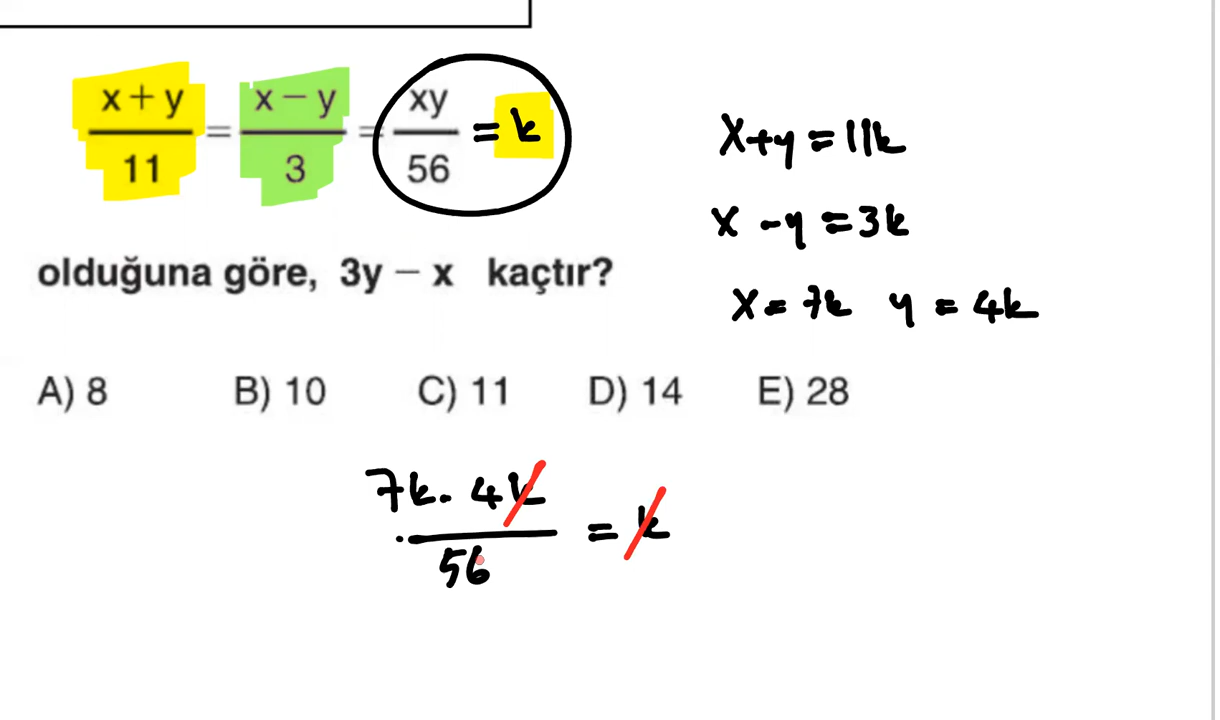 x + y / 11 = x − y / 3 = xy / 56 = k
olduğuna göre, 3y − x kaçtır?
A) 8 B) 10 C) 11 D) 14 E) 28
x+y = 11k
x - y = 3k
x = 7k y = 4k
7k . 4k / 56 = k